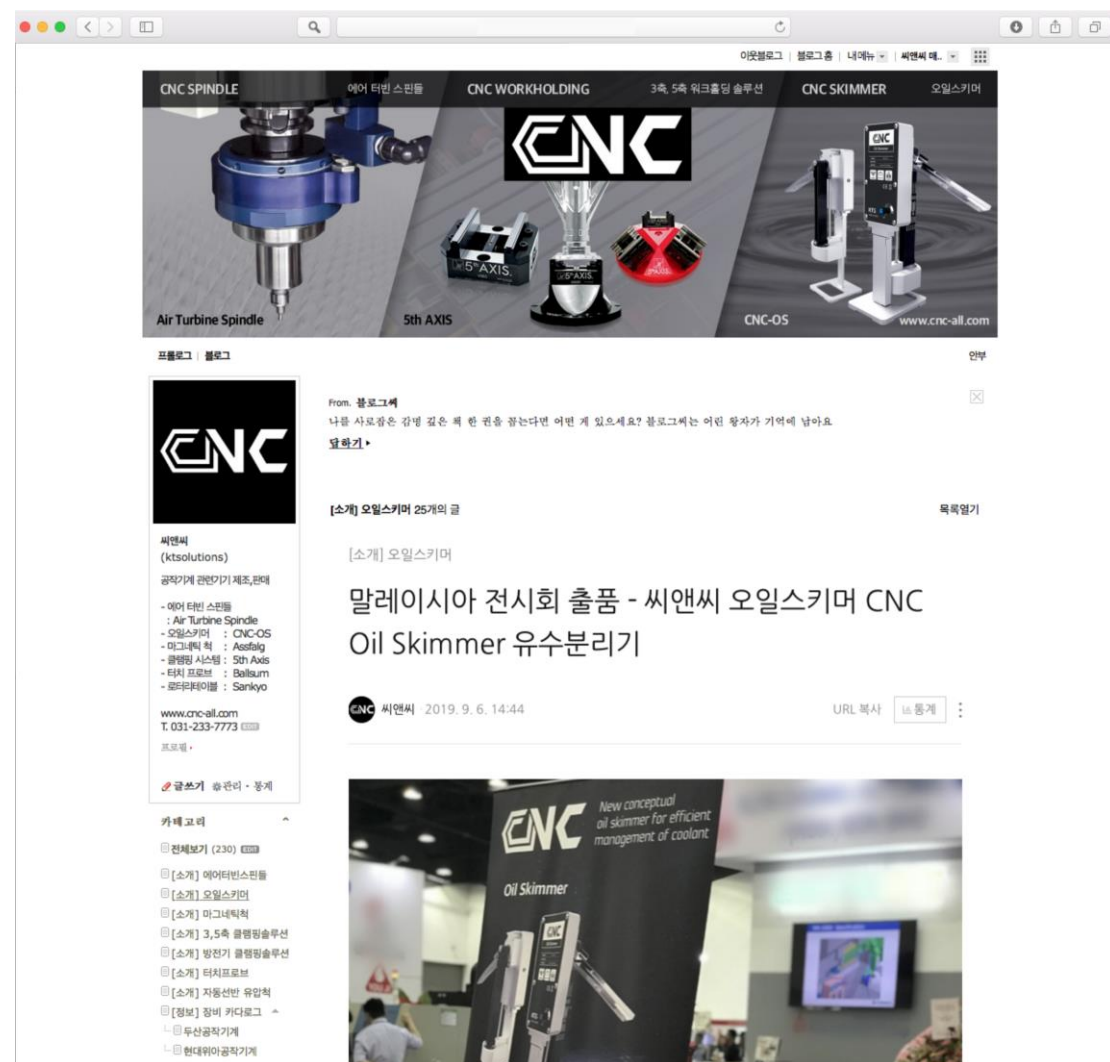 이웃블로그 | 블로그 홈 | 내 메뉴 | 씨앤씨 매..
CNC SPINDLE 에어 터빈 스핀들 CNC WORKHOLDING 3축, 5축 워크홀딩 솔루션 CNC SKIMMER 오일스키머
CNC
CNC
5th AXIS.
5th AXIS.
Air Turbine Spindle 5th AXIS CNC-OS www.cnc-all.com
프롤로그 | 블로그 안부
CNC
From. 블로그씨
나를 사로잡은 감명 깊은 책 한 권을 꼽는다면 어떤 게 있으세요? 블로그씨는 어린 왕자가 기억에 남아요
답하기
[소개] 오일스키머 25개의 글 목록열기
씨앤씨
(ktsolutions)
공작기계 관련기기 제조,판매
- 에어 터빈 스핀들
: Air Turbine Spindle
- 오일스키머 : CNC-OS
- 마그네틱 척 : Assfalg
- 클램핑 시스템 : 5th Axis
- 터치 프로브 : Ballsum
- 로터리테이블 : Sankyo
www.cnc-all.com
T. 031-233-7773 EDIT
프로필
글쓰기 관리 · 통계
카테고리
전체보기 (230) EDIT
[소개] 에어터빈스핀들
[소개] 오일스키머
[소개] 마그네틱척
[소개] 3,5축 클램핑솔루션
[소개] 방전기 클램핑솔루션
[소개] 터치프로브
[소개] 자동선반 유압척
[정보] 장비 카다로그
두산공작기계
현대위아공작기계
[소개] 오일스키머
말레이시아 전시회 출품 - 씨앤씨 오일스키머 CNC
Oil Skimmer 유수분리기
CNC 씨앤씨 · 2019. 9. 6. 14:44 URL 복사 통계
CNC
New conceptual
oil skimmer for efficient
management of coolant
Oil Skimmer
CNC